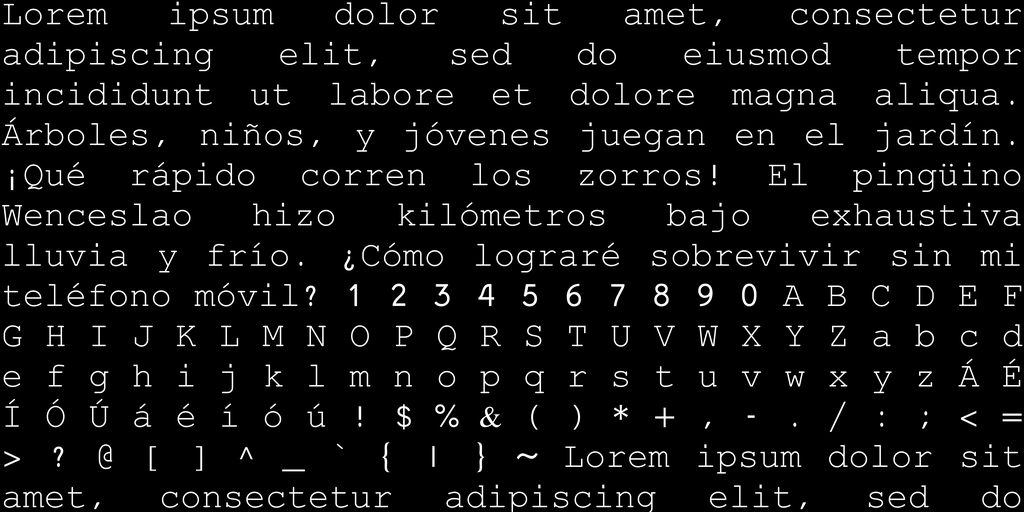 Lorem ipsum dolor sit amet, consectetur
adipiscing elit, sed do eiusmod tempor
incididunt ut labore et dolore magna aliqua.
Árboles, niños, y jóvenes juegan en el jardín.
¡Qué rápido corren los zorros! El pingüino
Wenceslao hizo kilómetros bajo exhaustiva
lluvia y frío. ¿Cómo lograré sobrevivir sin mi
teléfono móvil? 1 2 3 4 5 6 7 8 9 0 A B C D E F
G H I J K L M N O P Q R S T U V W X Y Z a b c d
e f g h i j k l m n o p q r s t u v w x y z Á É
Í Ó Ú á é í ó ú ! $ % & ( ) * + , - . / : ; < =
> ? @ [ ] ^ _ ` { | } ~ Lorem ipsum dolor sit
amet, consectetur adipiscing elit, sed do